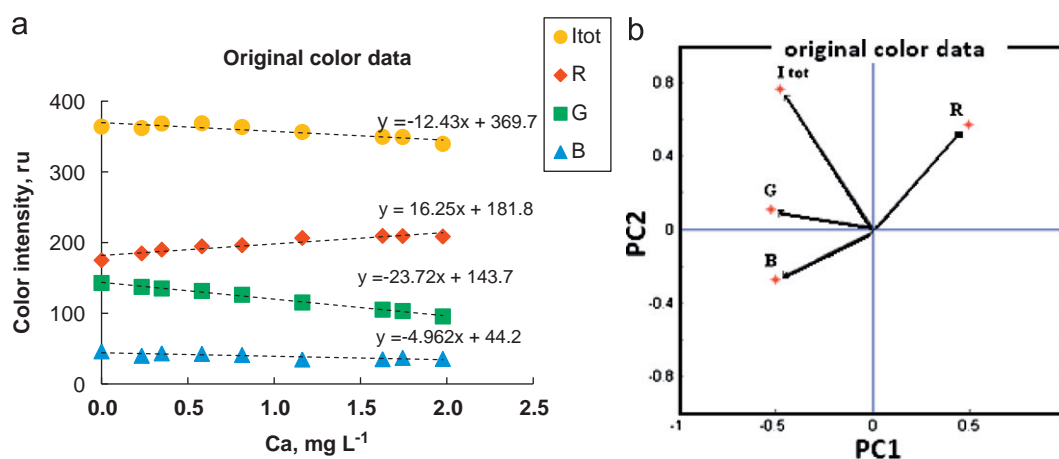 a
Original color data
Itot
R
G
B
400
300
200
100
0
Color intensity, ru
y =-12.43x + 369.7
y = 16.25x + 181.8
y =-23.72x + 143.7
y =-4.962x + 44.2
0.0 0.5 1.0 1.5 2.0 2.5
Ca, mg L-1
b
original color data
I tot
R
G
B
0.8
0.4
0
-0.4
-0.8
PC2
-1 -0.5 0 0.5
PC1